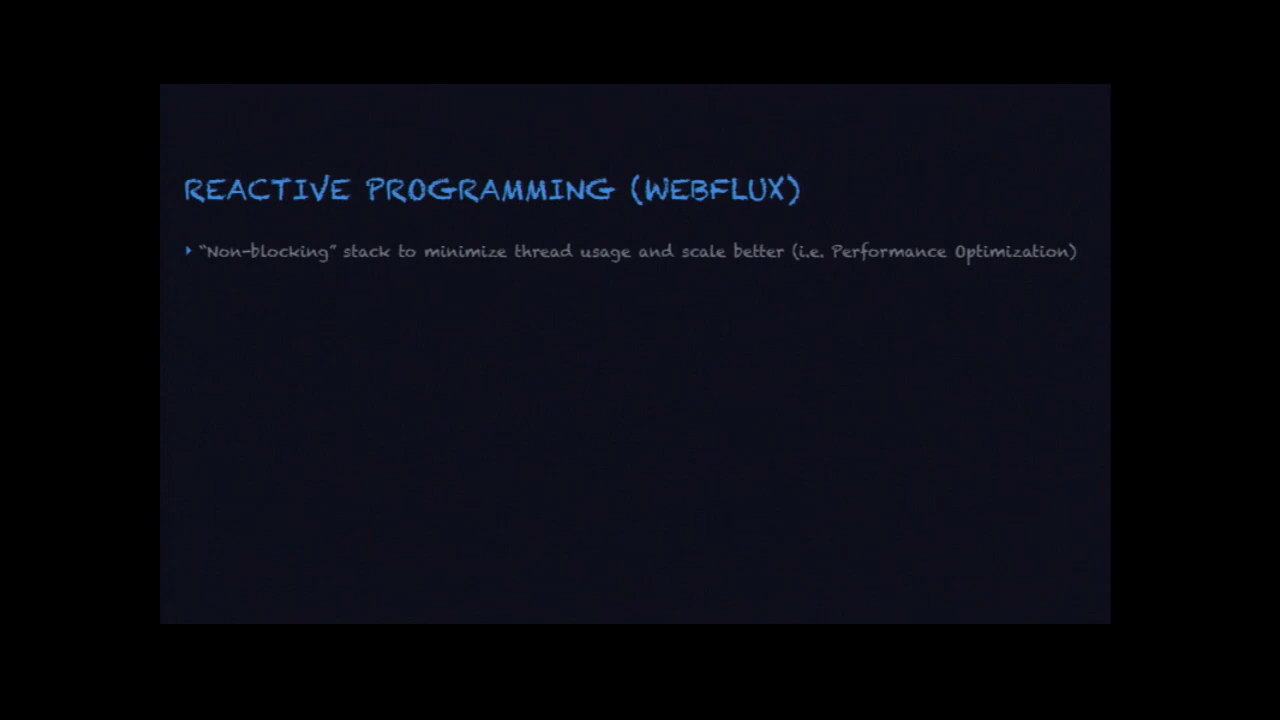 REACTIVE PROGRAMMING (WEBFLUX)
“Non-blocking” stack to minimize thread usage and scale better (i.e. Performance Optimization)